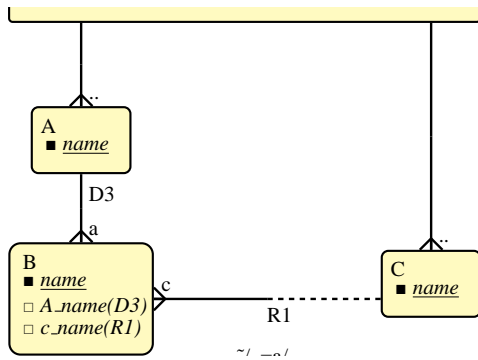 ..
A
■ name
D3
a
..
B
■ name
□ A_name(D3)
□ c_name(R1)
c
R1
C
■ name